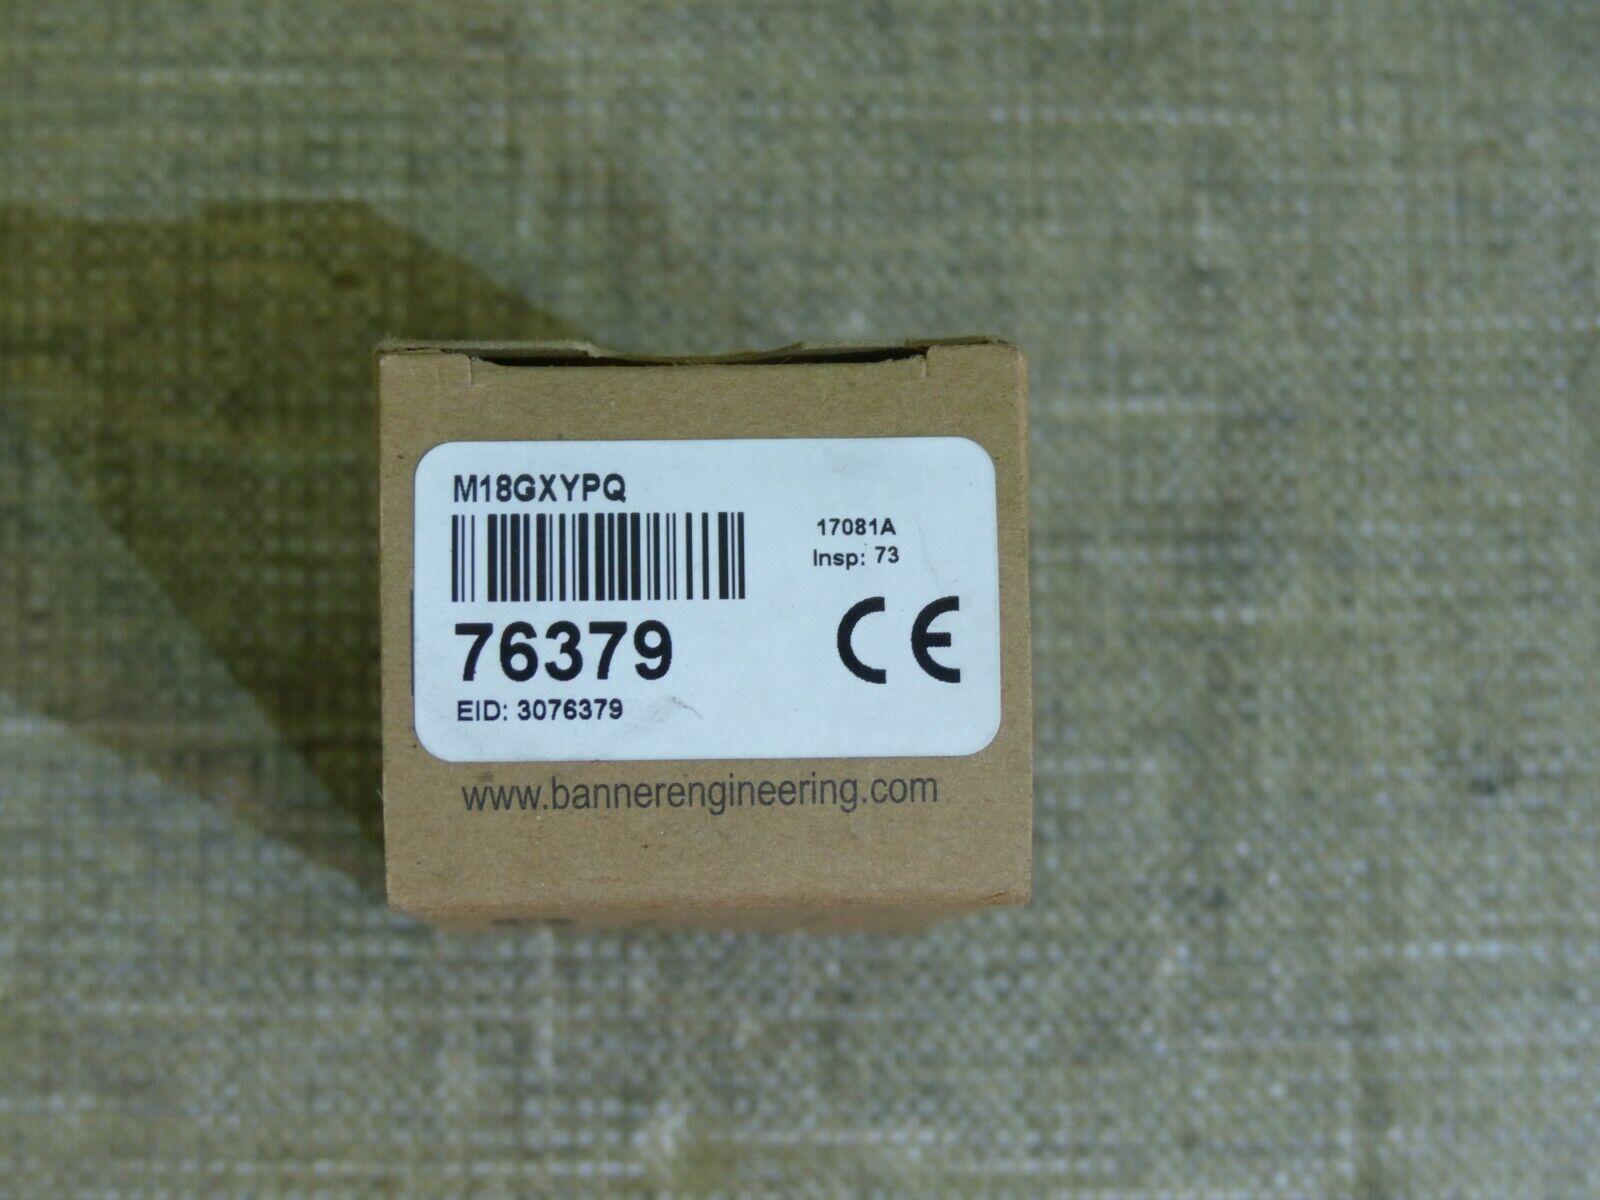 M18GXYPQ
17081A
Insp: 73
76379
CE
EID: 3076379
www.bannerengineering.com